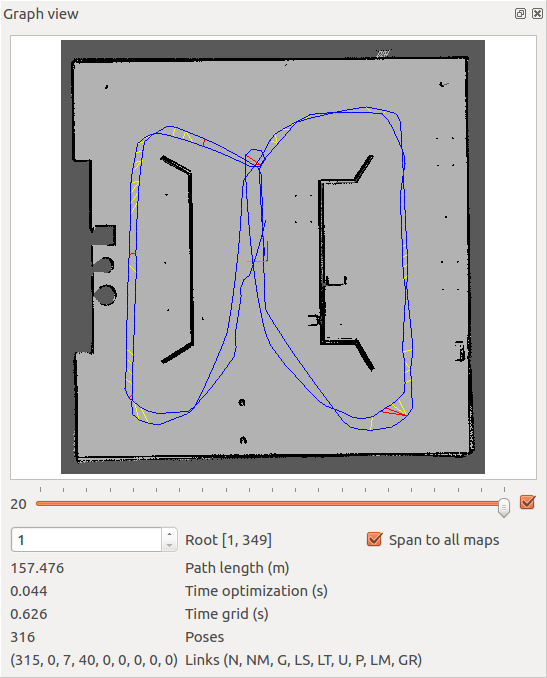 Graph view
20
1 Root [1, 349] Span to all maps
157.476 Path length (m)
0.044 Time optimization (s)
0.626 Time grid (s)
316 Poses
(315, 0, 7, 40, 0, 0, 0, 0, 0) Links (N, NM, G, LS, LT, U, P, LM, GR)